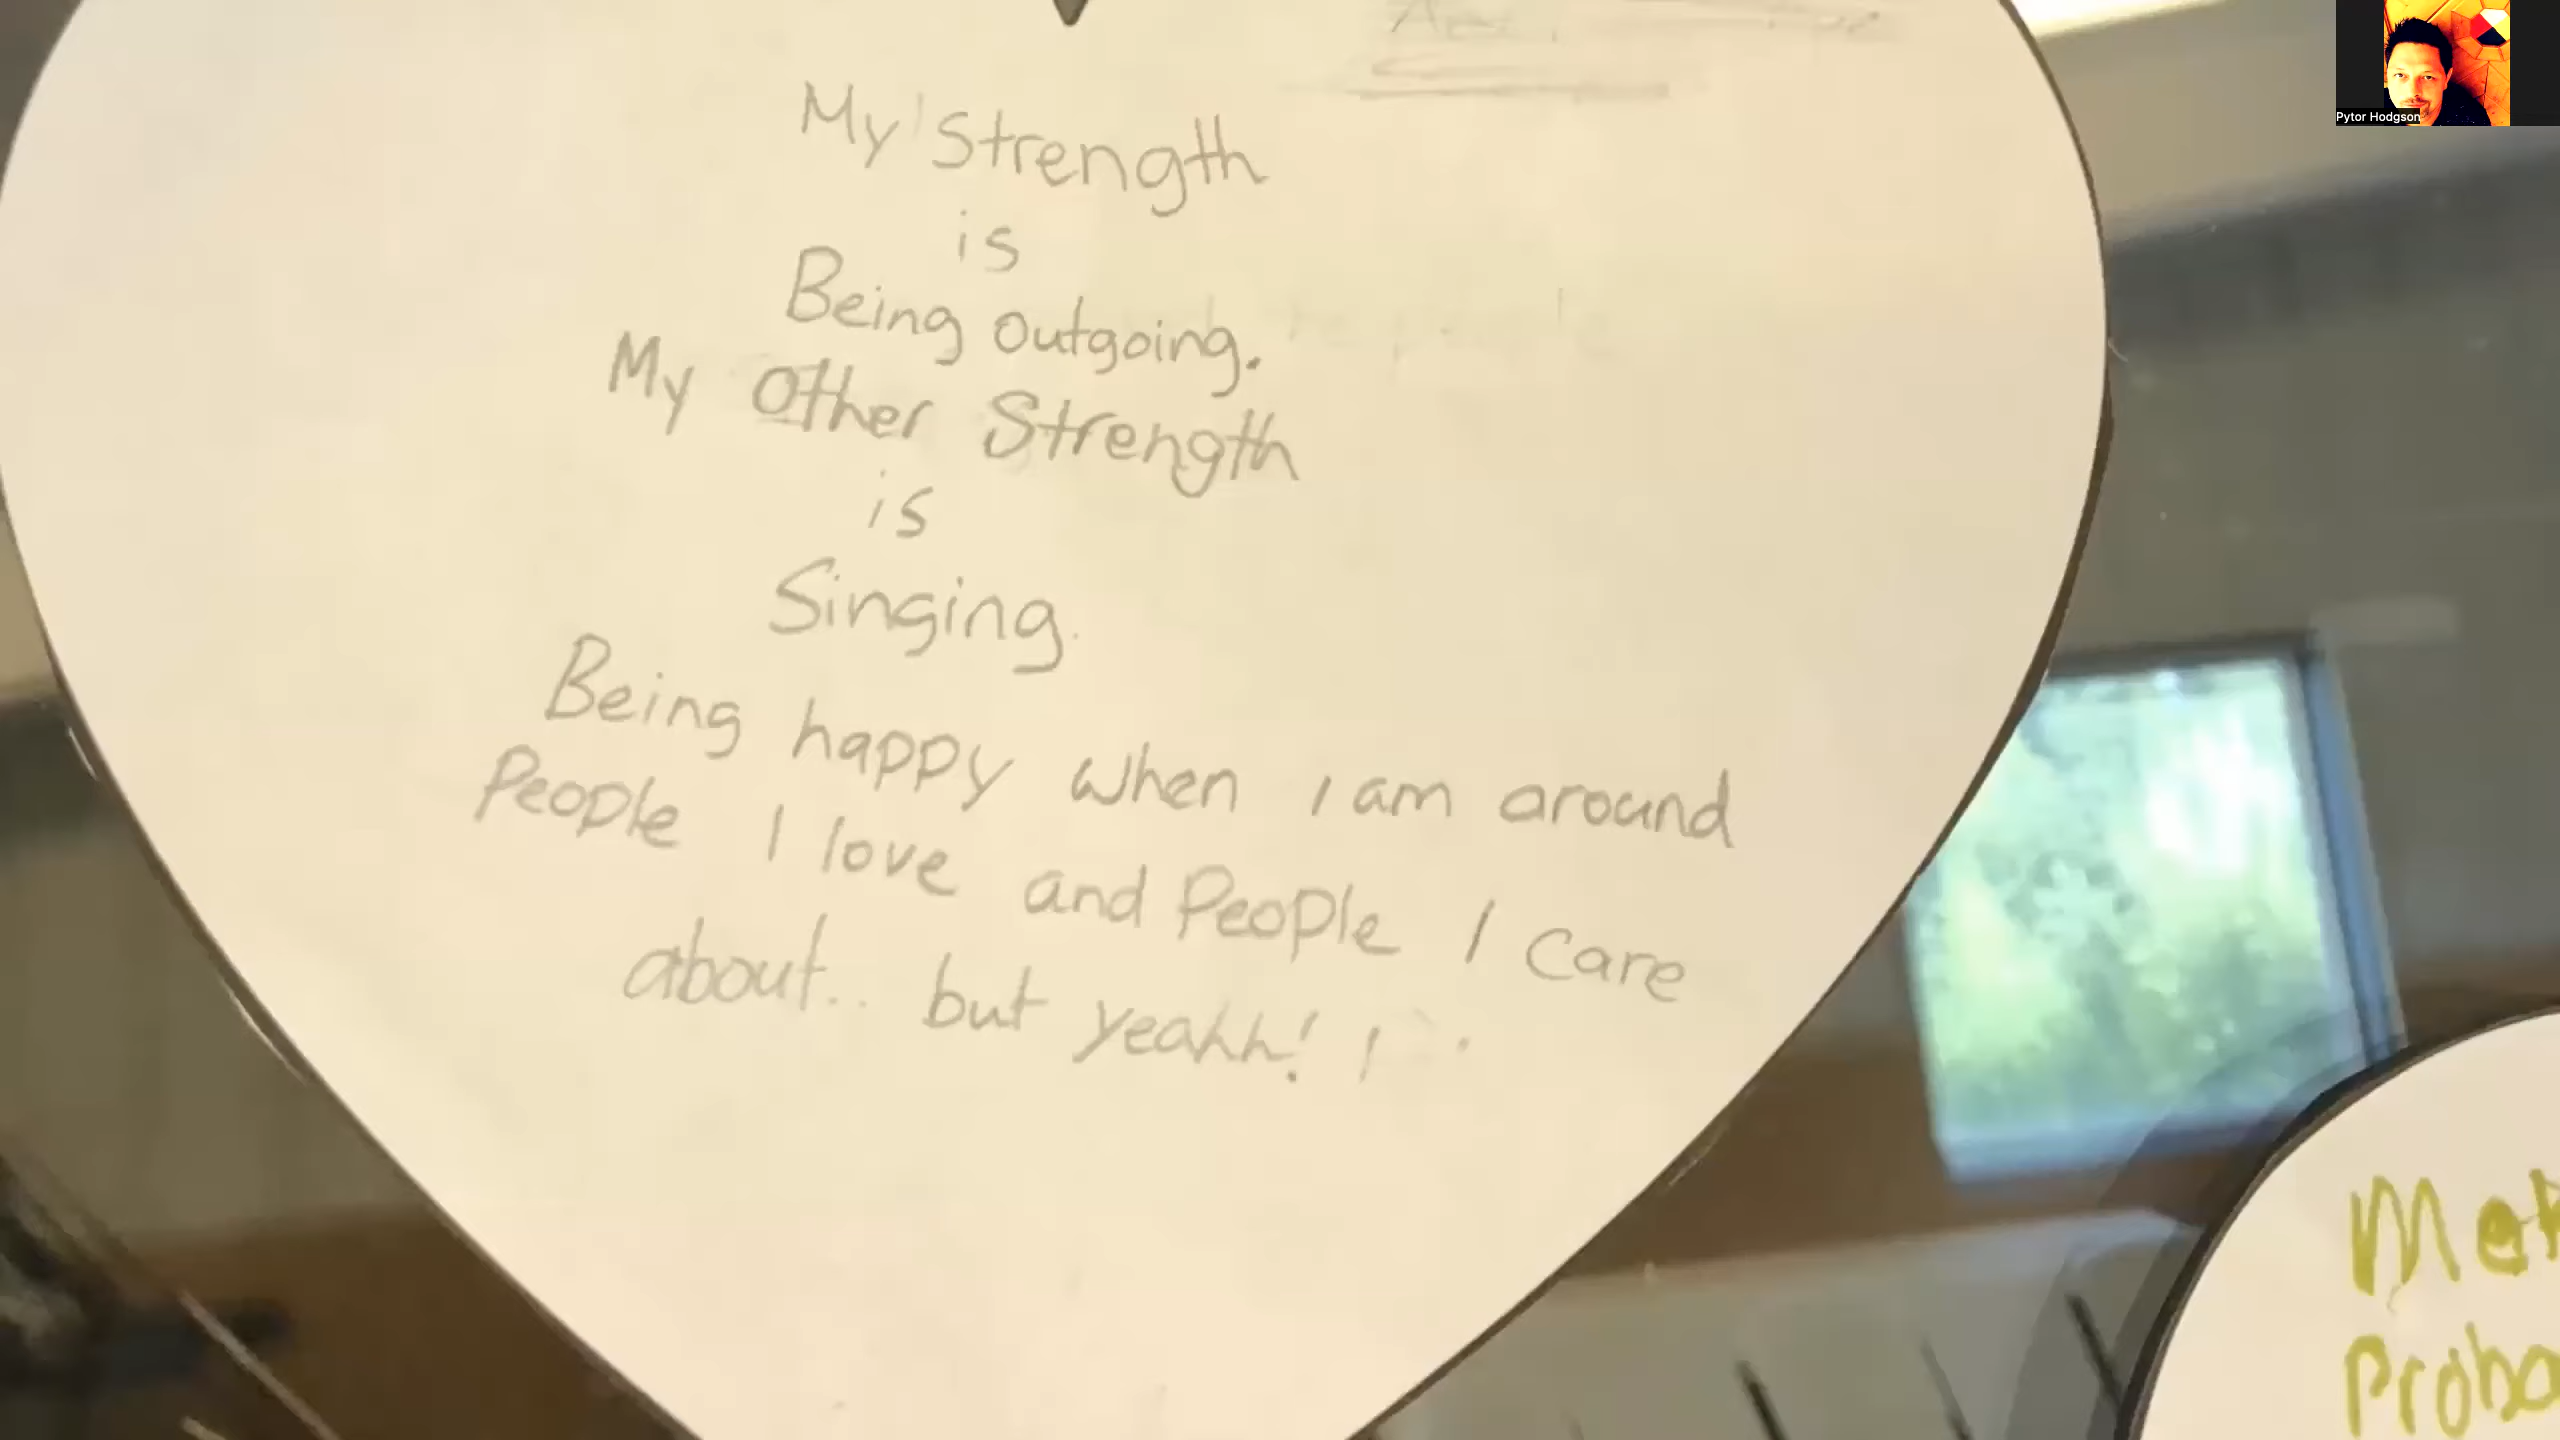 My Strength
is
Being outgoing.
My Other Strength
is
Singing.
Being happy when I am around
People I love and People I care
about.. but yeahh!
Pytor Hodgson